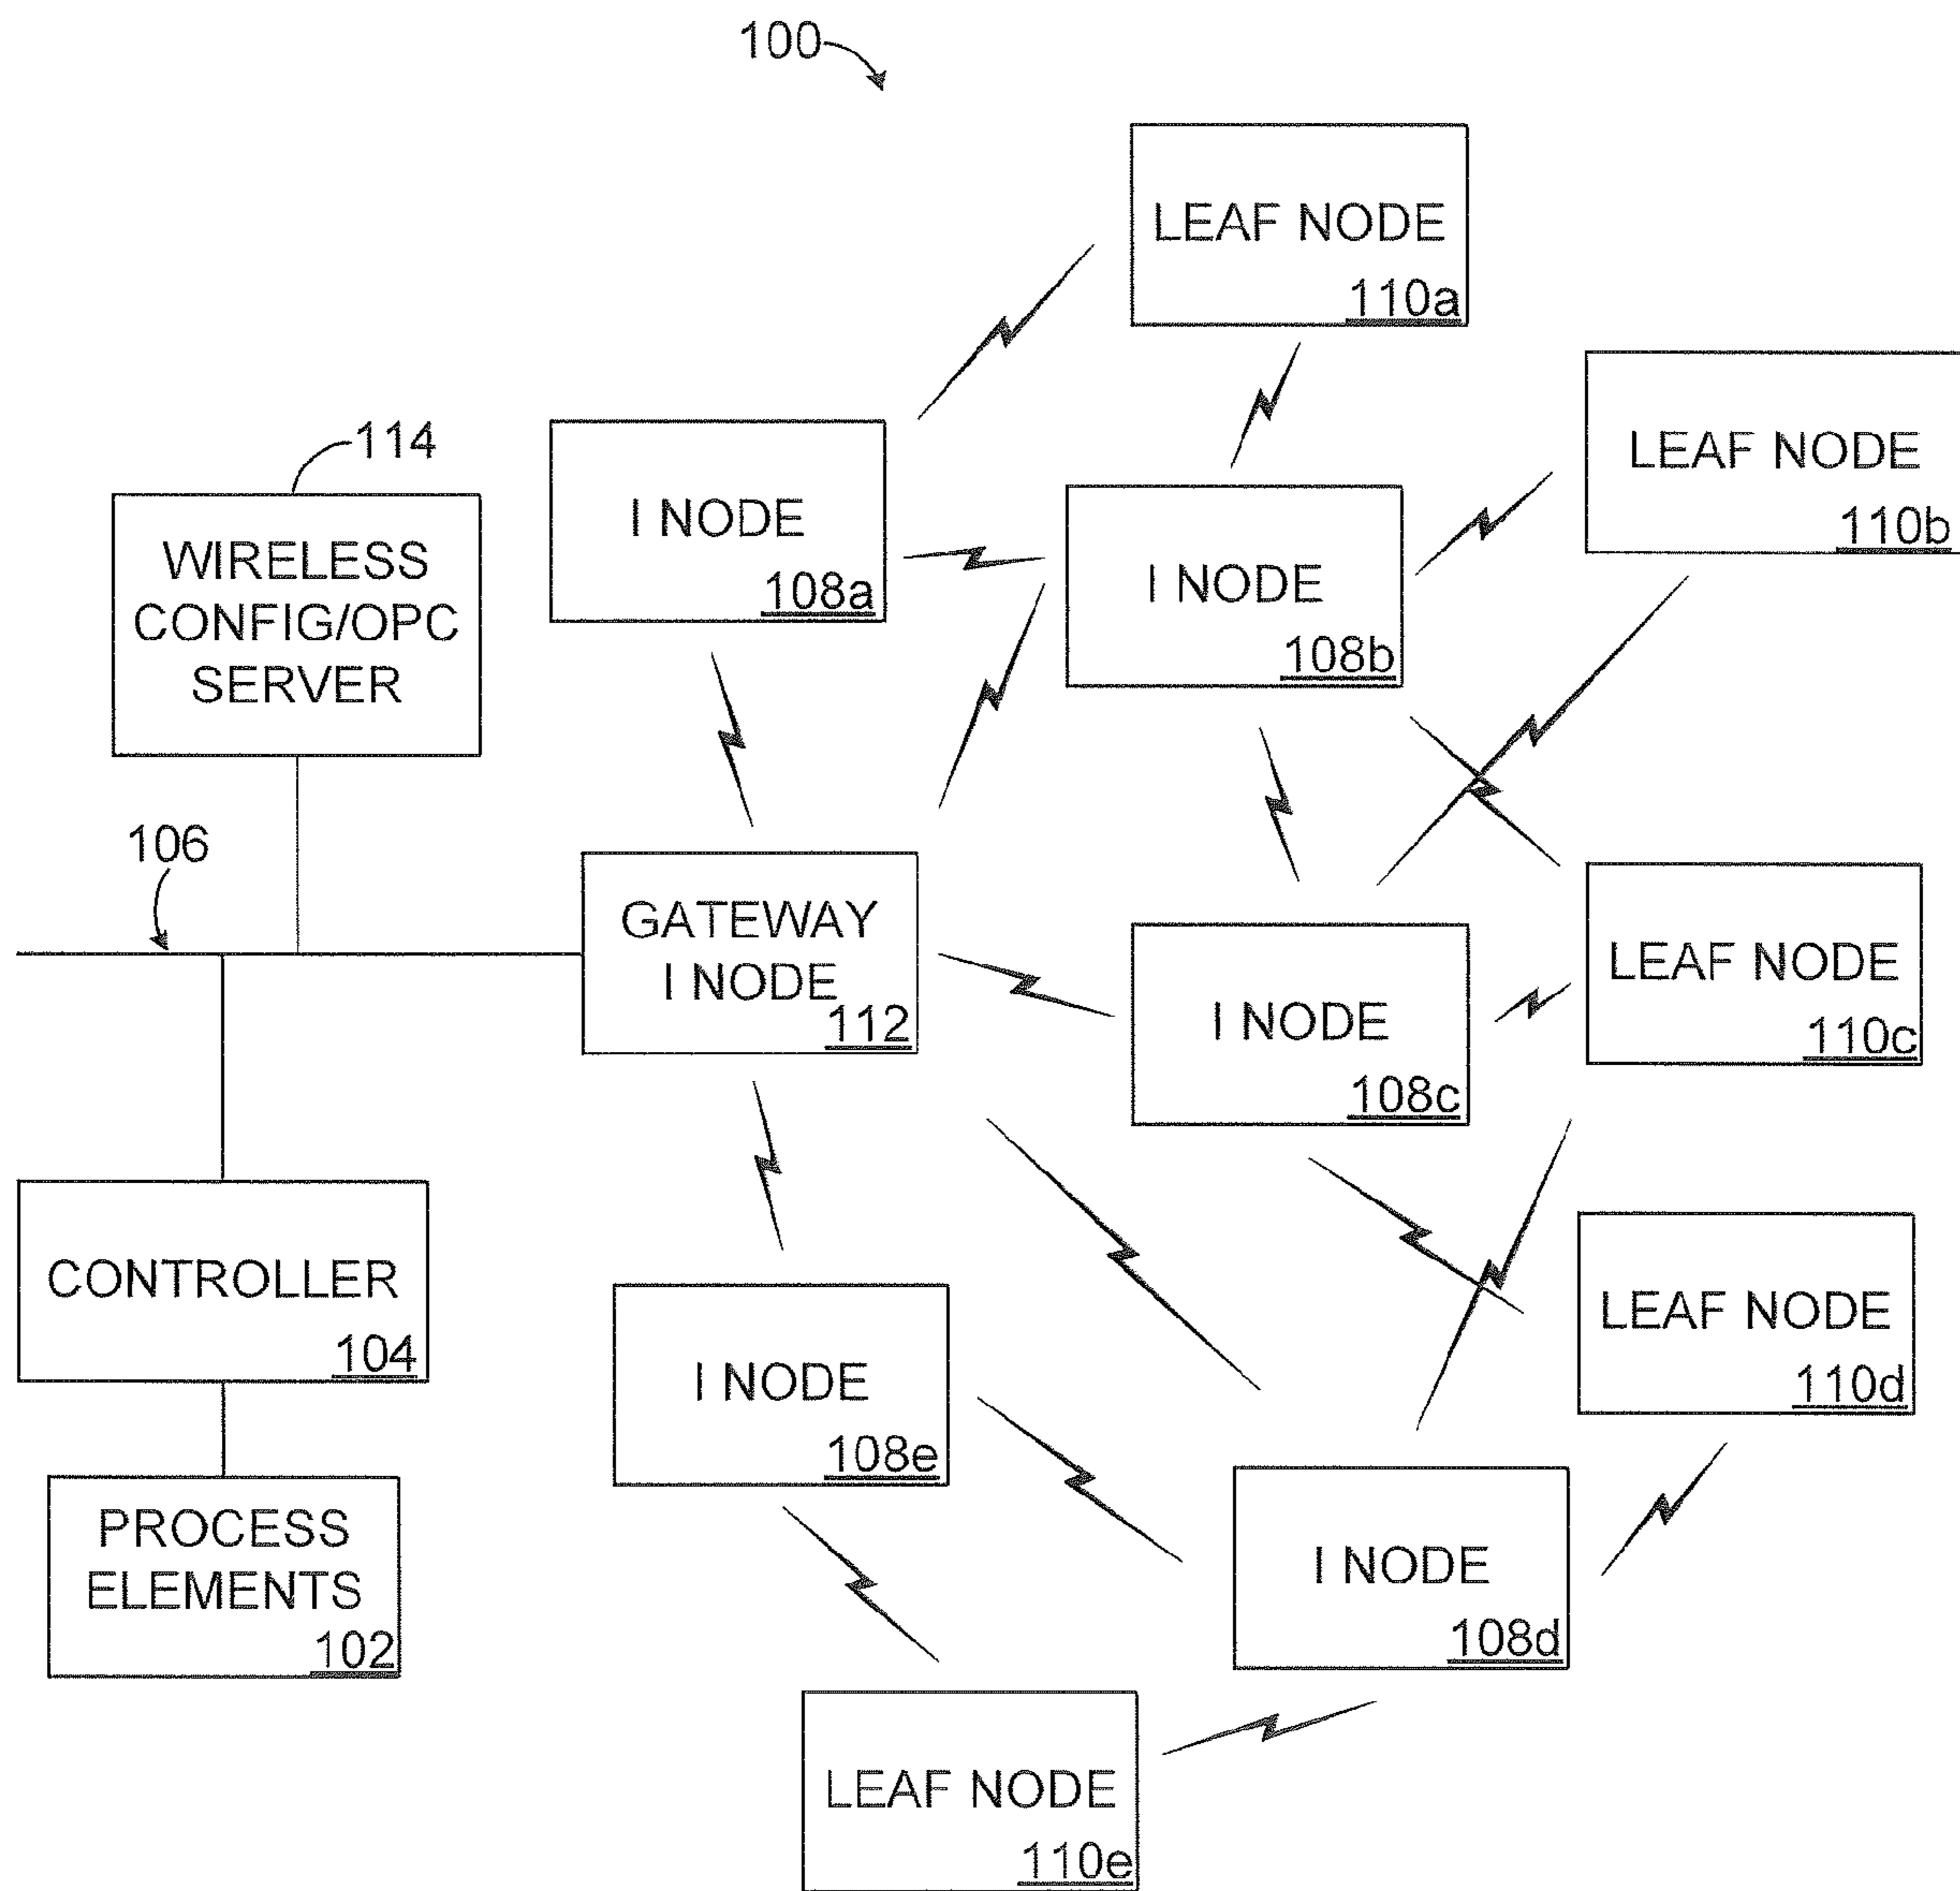 100
LEAF NODE
110a
LEAF NODE
110b
114
I NODE
108a
WIRELESS
CONFIG/OPC
SERVER
I NODE
108b
106
GATEWAY
I NODE
112
LEAF NODE
110c
I NODE
108c
CONTROLLER
104
LEAF NODE
110d
I NODE
108e
PROCESS
ELEMENTS
102
I NODE
108d
LEAF NODE
110e